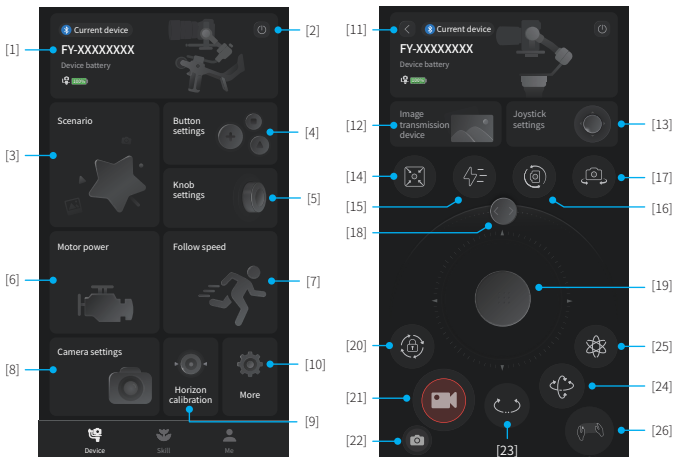 Current device
[1]
FY-XXXXXXXX
[2]
Device battery
100%
Scenario
[3]
Button
settings
[4]
Knob
settings
[5]
Motor power
[6]
Follow speed
[7]
Camera settings
[8]
Horizon
calibration
[9]
More
[10]
Device
Skill
Me
[11]
Current device
FY-XXXXXXXX
Device battery
100%
[12]
Image
transmission
device
Joystick
settings
[13]
[14]
[15]
[16]
[17]
[18]
[19]
[20]
[25]
[21]
[24]
[22]
[23]
[26]